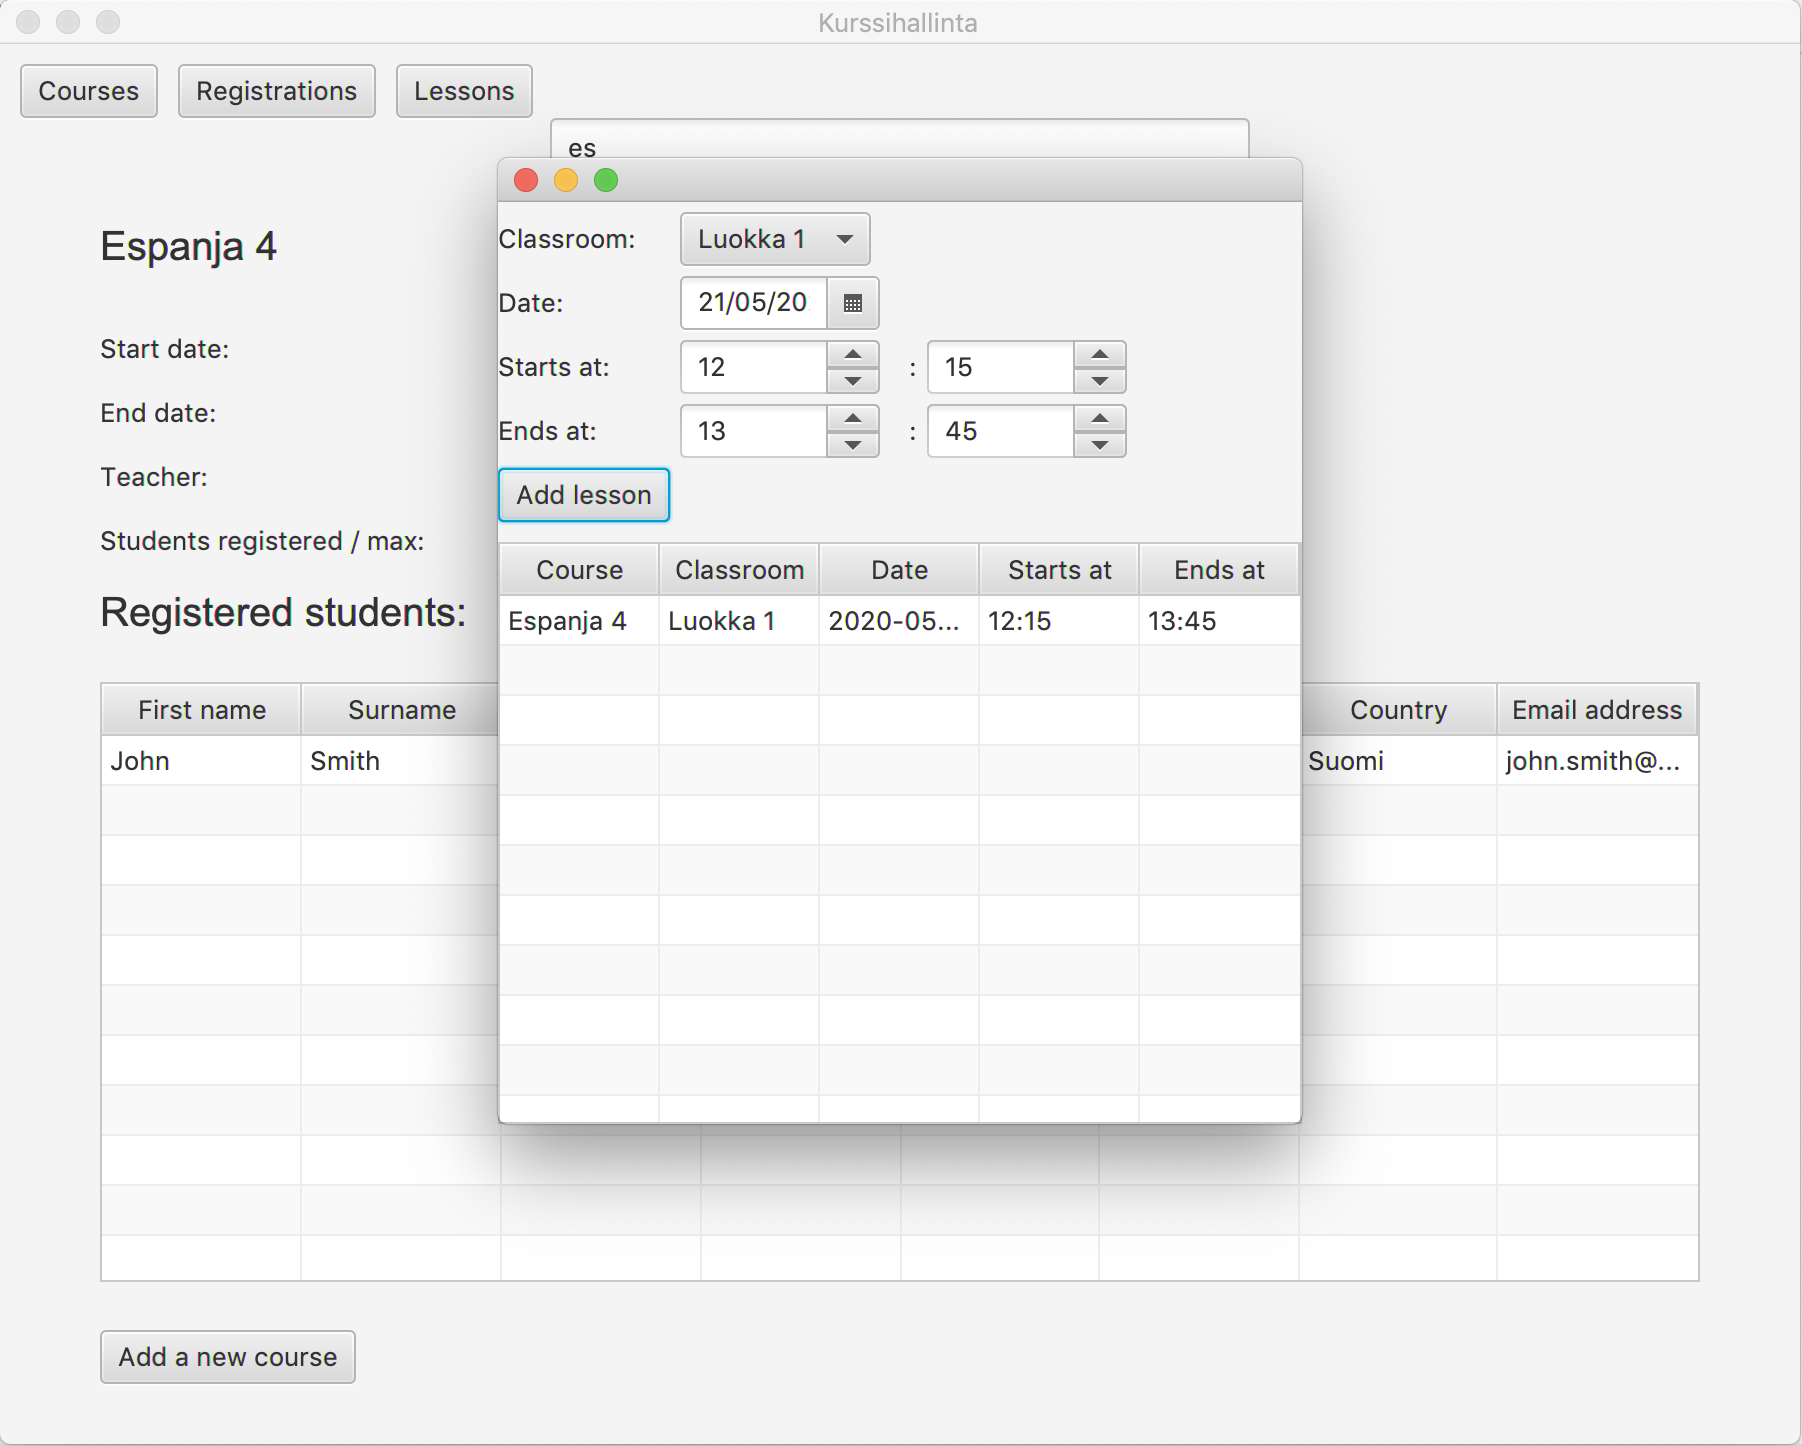 Kurssihallinta
Courses Registrations Lessons
es
Espanja 4
Start date:
End date:
Teacher:
Students registered / max:
Registered students:
First name Surname Country Email address
John Smith Suomi john.smith@...
Add a new course
Classroom: Luokka 1
Date: 21/05/20
Starts at: 12 : 15
Ends at: 13 : 45
Add lesson
Course Classroom Date Starts at Ends at
Espanja 4 Luokka 1 2020-05... 12:15 13:45